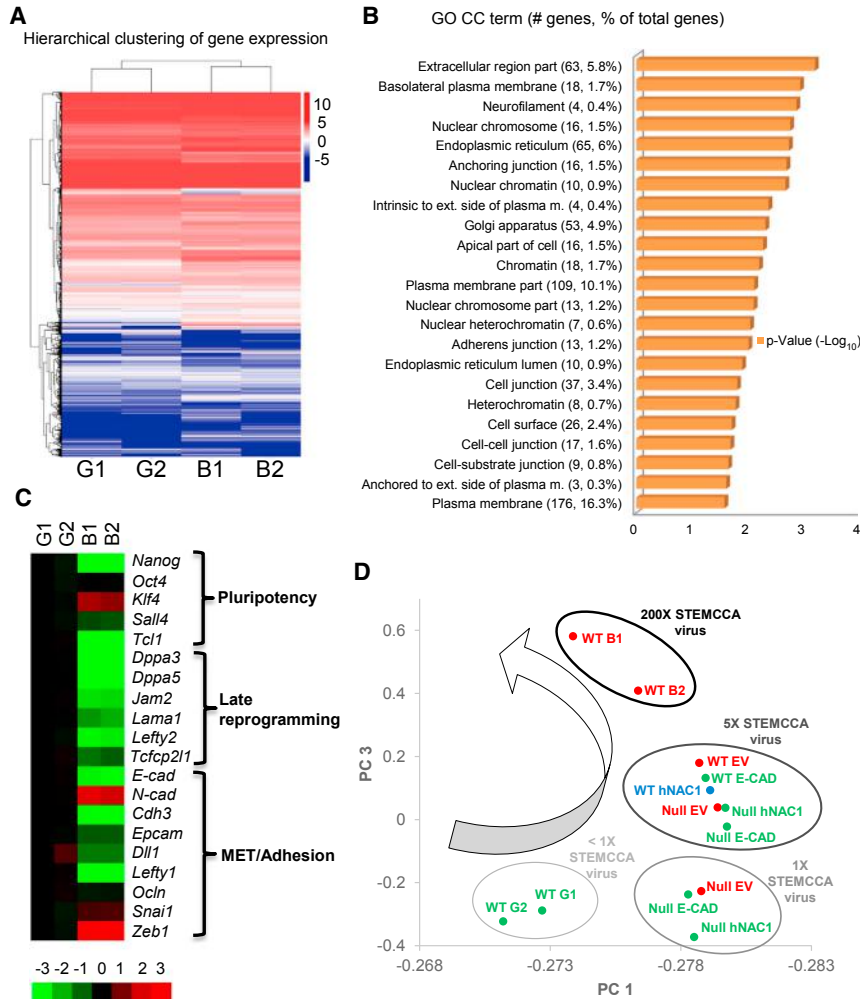 A
Hierarchical clustering of gene expression
10
5
0
-5
G1 G2 B1 B2
B
GO CC term (# genes, % of total genes)
Extracellular region part (63, 5.8%)
Basolateral plasma membrane (18, 1.7%)
Neurofilament (4, 0.4%)
Nuclear chromosome (16, 1.5%)
Endoplasmic reticulum (65, 6%)
Anchoring junction (16, 1.5%)
Nuclear chromatin (10, 0.9%)
Intrinsic to ext. side of plasma m. (4, 0.4%)
Golgi apparatus (53, 4.9%)
Apical part of cell (16, 1.5%)
Chromatin (18, 1.7%)
Plasma membrane part (109, 10.1%)
Nuclear chromosome part (13, 1.2%)
Nuclear heterochromatin (7, 0.6%)
Adherens junction (13, 1.2%)
Endoplasmic reticulum lumen (10, 0.9%)
Cell junction (37, 3.4%)
Heterochromatin (8, 0.7%)
Cell surface (26, 2.4%)
Cell-cell junction (17, 1.6%)
Cell-substrate junction (9, 0.8%)
Anchored to ext. side of plasma m. (3, 0.3%)
Plasma membrane (176, 16.3%)
p-Value (-Log10)
0 1 2 3 4
C
G1 G2 B1 B2
Nanog
Oct4
Klf4
Sall4
Tcl1
Dppa3
Dppa5
Jam2
Lama1
Lefty2
Tcfcp2l1
E-cad
N-cad
Cdh3
Epcam
Dll1
Lefty1
Ocln
Snai1
Zeb1
Pluripotency
Late
reprogramming
MET/Adhesion
-3 -2 -1 0 1 2 3
D
PC 3
0.6
0.4
0.2
0
-0.2
-0.4
200X STEMCCA
virus
WT B1
WT B2
5X STEMCCA
virus
WT EV
WT E-CAD
WT hNAC1
Null EV
Null hNAC1
Null E-CAD
< 1X
STEMCCA
virus
WT G2
WT G1
1X
STEMCCA
virus
Null EV
Null E-CAD
Null hNAC1
-0.268 -0.273 -0.278 -0.283
PC 1